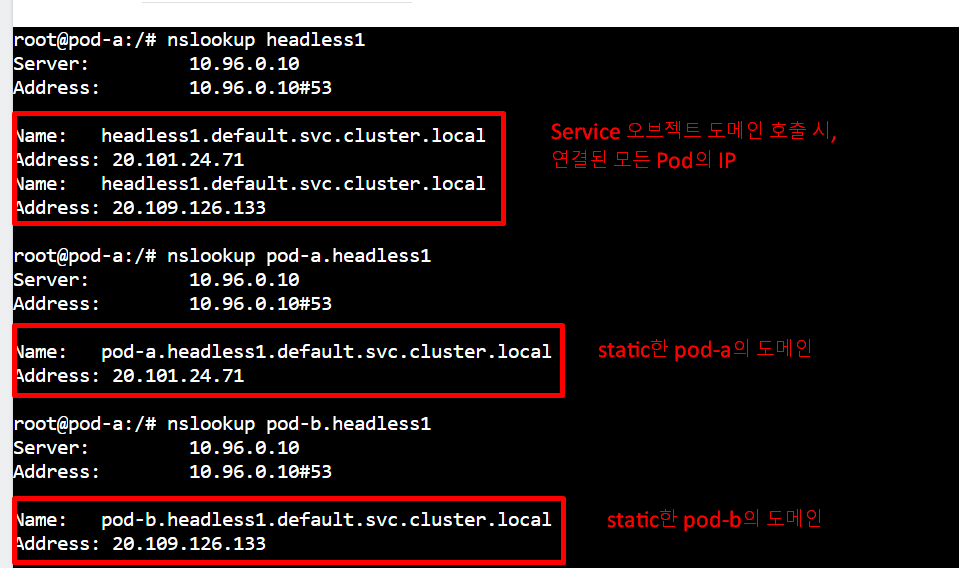 root@pod-a:/# nslookup headless1
Server:		10.96.0.10
Address:	10.96.0.10#53
Name:	headless1.default.svc.cluster.local
Address: 20.101.24.71
Name:	headless1.default.svc.cluster.local
Address: 20.109.126.133
Service 오브젝트 도메인 호출 시,
연결된 모든 Pod의 IP
root@pod-a:/# nslookup pod-a.headless1
Server:		10.96.0.10
Address:	10.96.0.10#53
Name:	pod-a.headless1.default.svc.cluster.local
Address: 20.101.24.71
static한 pod-a의 도메인
root@pod-a:/# nslookup pod-b.headless1
Server:		10.96.0.10
Address:	10.96.0.10#53
Name:	pod-b.headless1.default.svc.cluster.local
Address: 20.109.126.133
static한 pod-b의 도메인